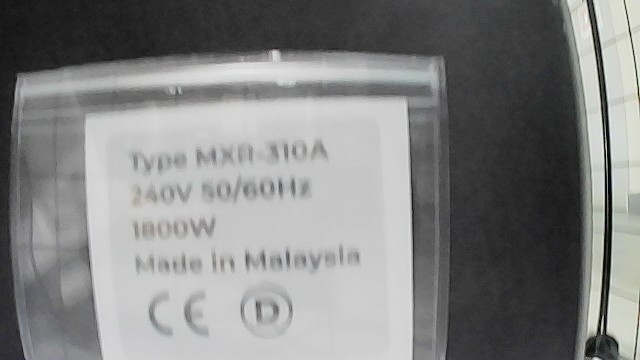 Type MXR-310A
240V 50/60Hz
1800W
Made in Malaysia
CE D